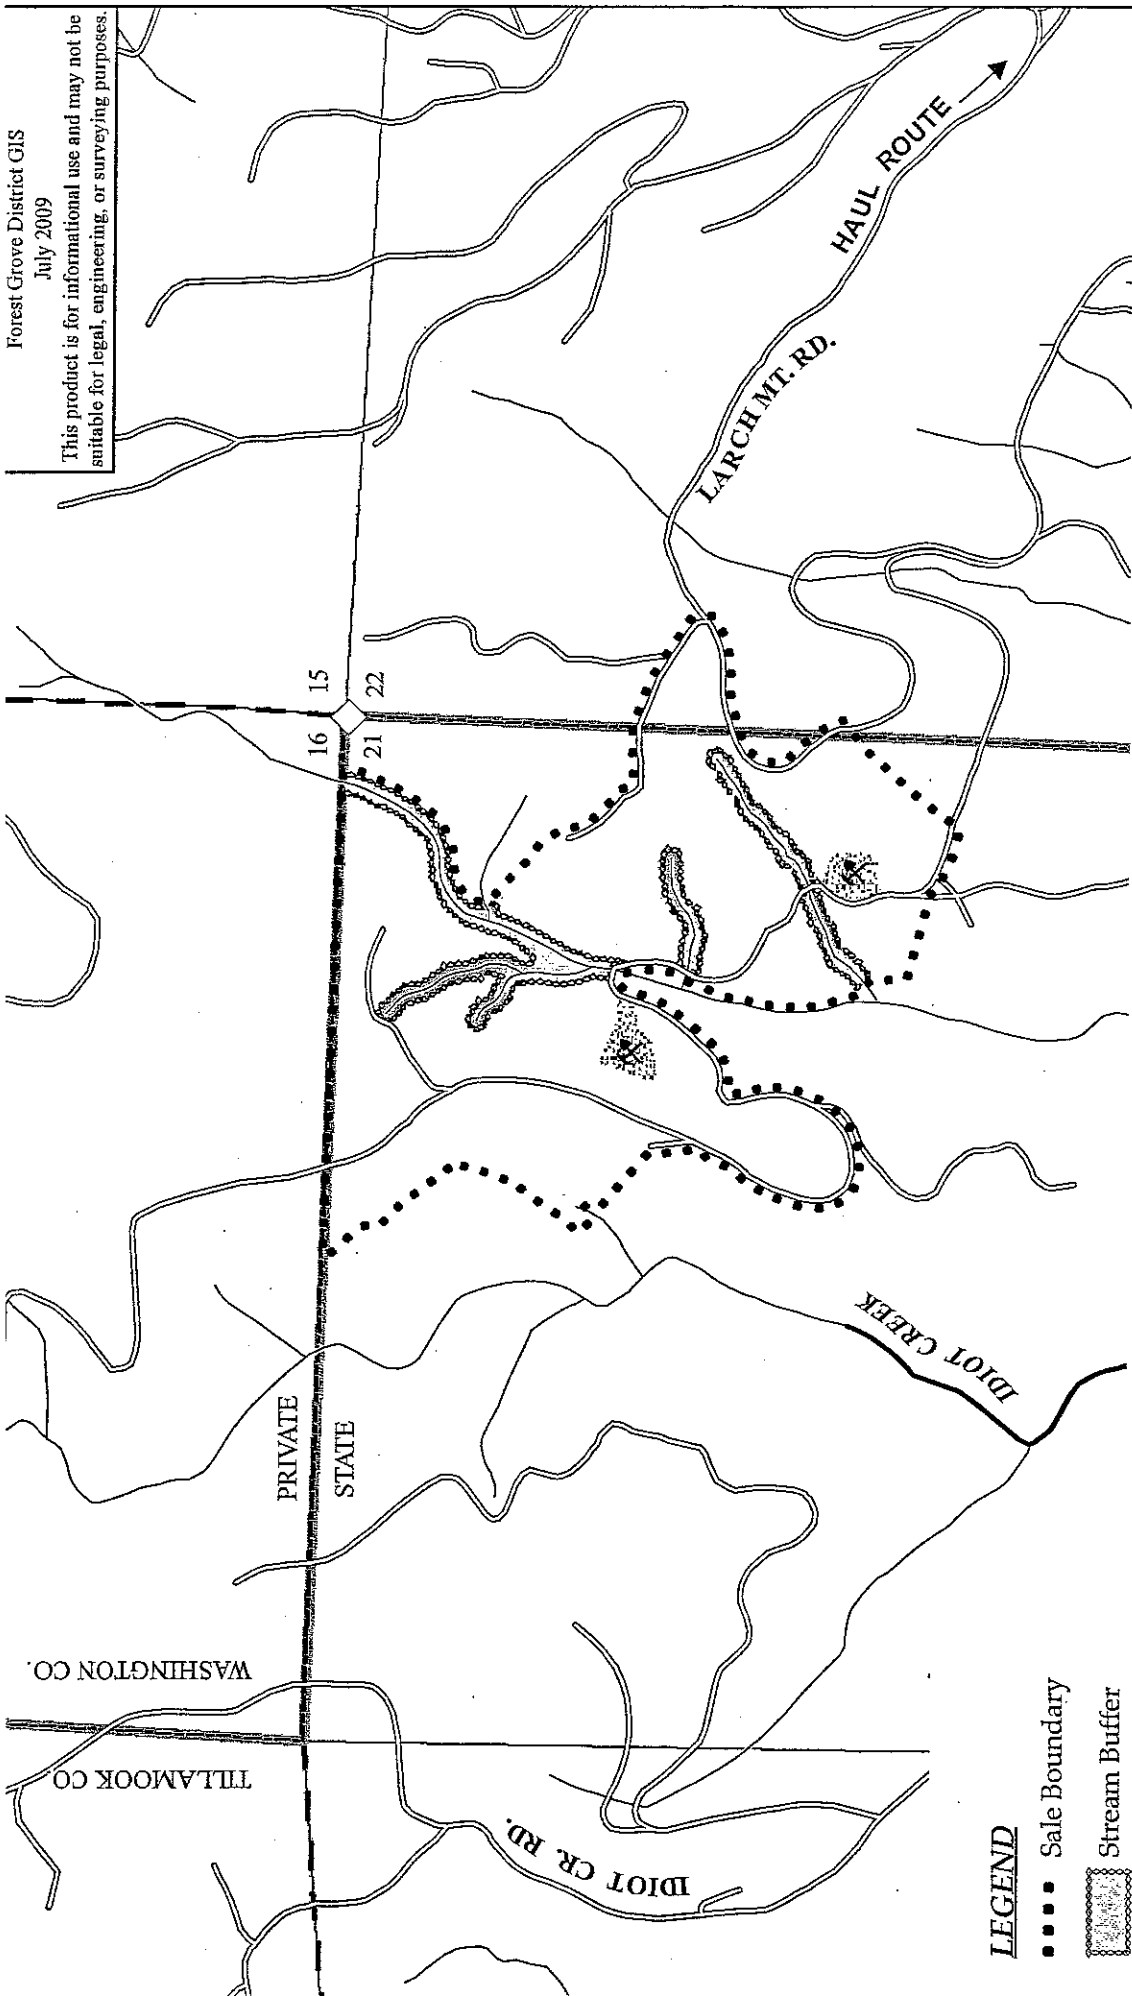 Forest Grove District GIS
July 2009
This product is for informational use and may not be
suitable for legal, engineering, or surveying purposes.
16
15
21
22
PRIVATE
STATE
WASHINGTON CO.
TILLAMOOK CO
HAUL ROUTE
LARCH MT. RD.
IDIOT CREEK
IDIOT CR. RD.
LEGEND
Sale Boundary
Stream Buffer